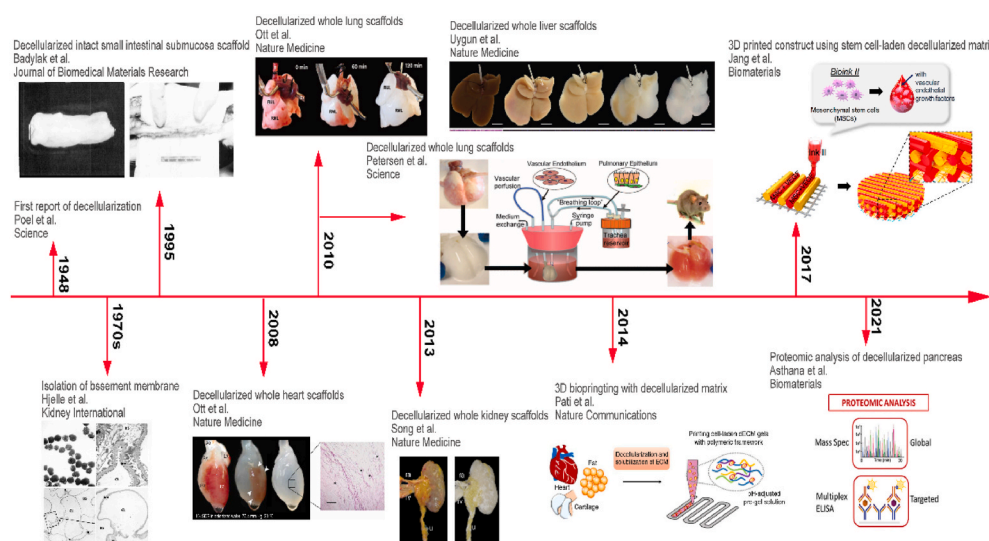 Decellularized whole lung scaffolds
Ott et al.
Nature Medicine
Decellularized whole liver scaffolds
Uygun et al.
Nature Medicine
Decellularized intact small intestinal submucosa scaffold
Badylak et al.
Journal of Biomedical Materials Research
3D printed construct using stem cell-laden decellularized matri
Jang et al.
Biomaterials
0 min
60 min
120 min
Bioink II
Mesenchymal stem cells
(MSCs)
with
vascular
endothelial
growth factors
Decellularized whole lung scaffolds
Petersen et al.
Science
Vascular Endothelium
Pulmonary Epithelium
Vascular
perfusion
Breathing loop
Medium
exchange
Syringe
pump
Trachea
Reservoir
First report of decellularization
Poel et al.
Science
1948
1995
2010
2017
1970s
2008
2013
2014
2021
Isolation of bsement membrane
Hjelle et al.
Kidney International
Decellularized whole heart scaffolds
Ott et al.
Nature Medicine
Decellularized whole kidney scaffolds
Song et al.
Nature Medicine
3D biopringting with decellularized matrix
Pati et al.
Nature Communications
Proteomic analysis of decellularized pancreas
Asthana et al.
Biomaterials
PROTEOMIC ANALYSIS
Mass Spec
Global
Multiplex
ELISA
Targeted
Fat
Heart
Cartilage
Decellularization and
solubilization of ECM
Printing cell-laden dECM gels
with polymeric framework
pH-adjusted
pre-gel solution